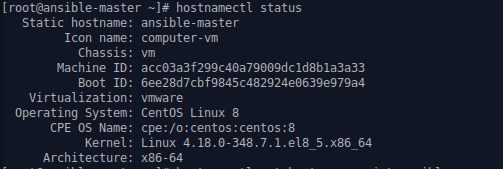 [root@ansible-master ~]# hostnamectl status
Static hostname: ansible-master
Icon name: computer-vm
Chassis: vm
Machine ID: acc03a3f299c40a79009dc1d8b1a3a33
Boot ID: 6ee28d7cbf9845482924e0639e979a4
Virtualization: vmware
Operating System: CentOS Linux 8
CPE OS Name: cpe:/o:centos:centos:8
Kernel: Linux 4.18.0-348.7.1.el8_5.x86_64
Architecture: x86-64